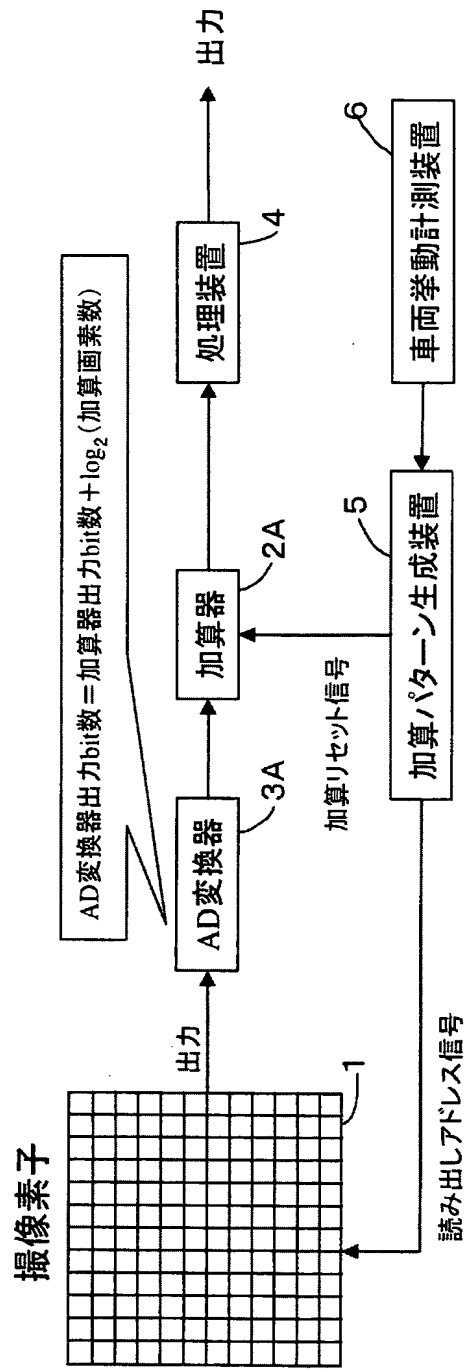 撮像素子
1
出力
AD変換器出力bit数=加算器出力bit数+log₂(加算画素数)
AD変換器
3A
加算器
2A
処理装置
4
出力
加算リセット信号
読み出しアドレス信号
加算パターン生成装置
5
車両挙動計測装置
6